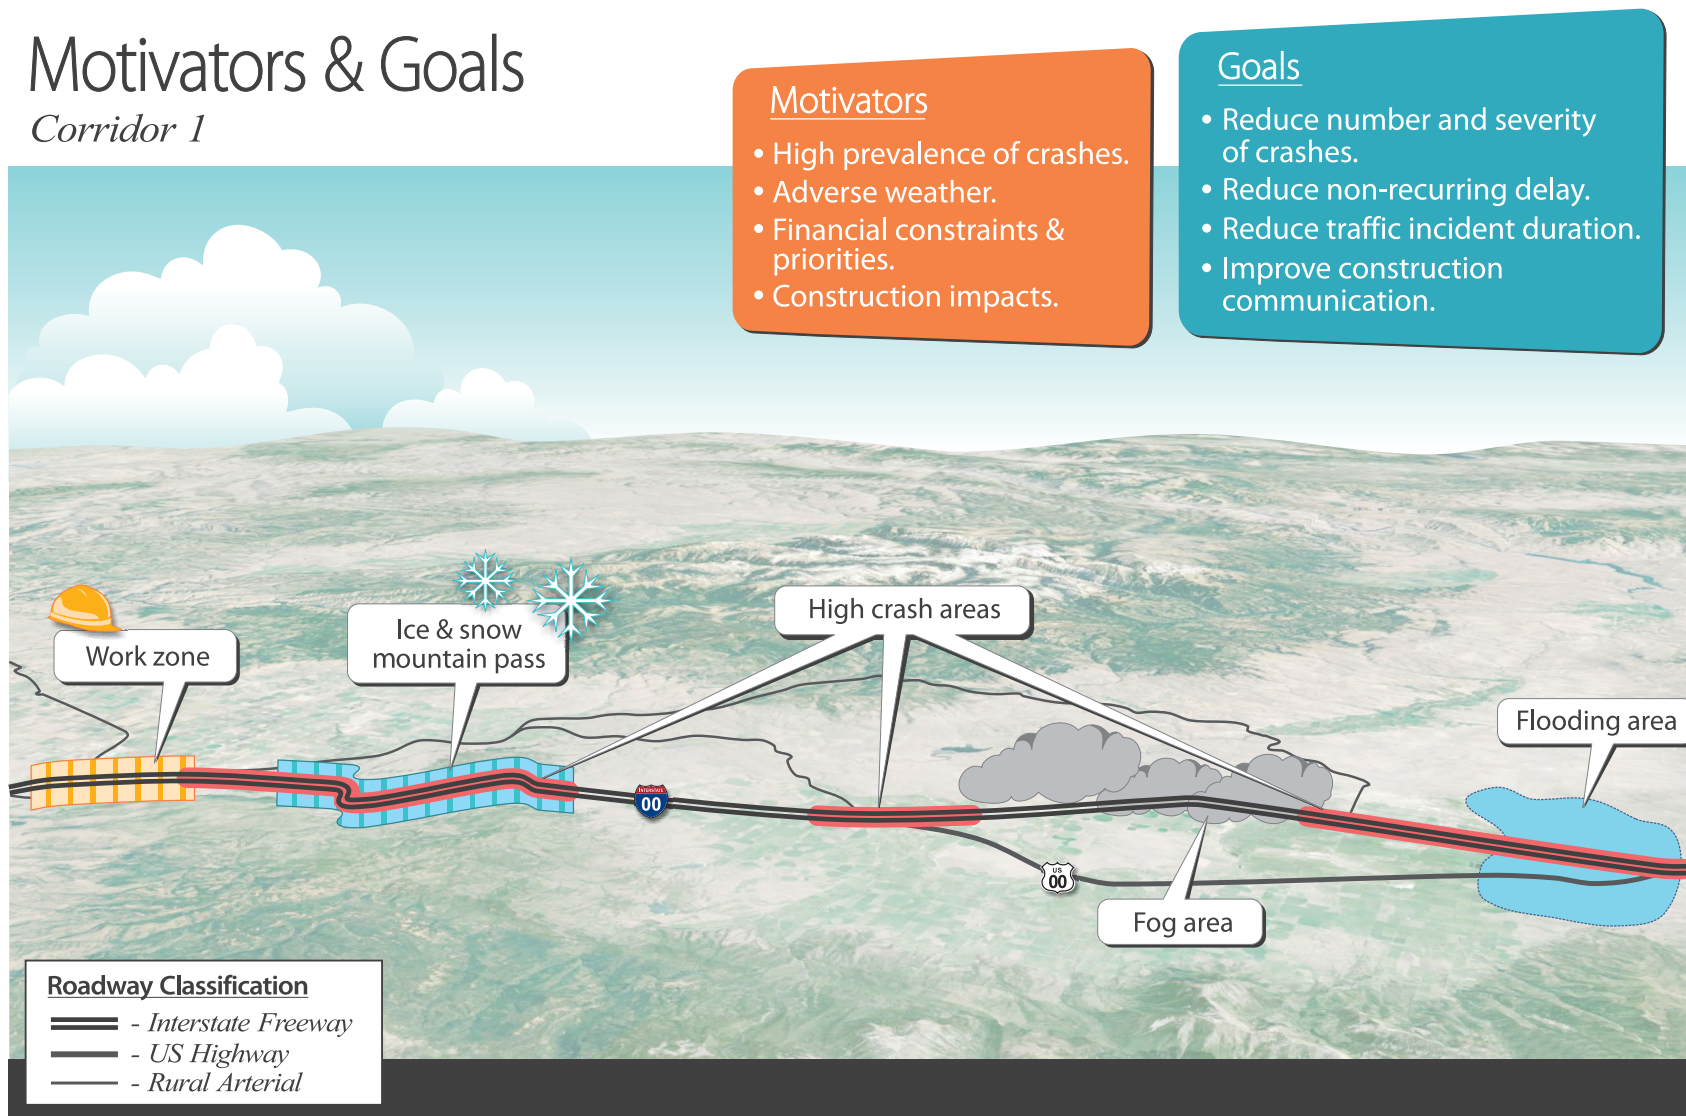 Motivators & Goals
Corridor 1
Motivators
• High prevalence of crashes.
• Adverse weather.
• Financial constraints &
priorities.
• Construction impacts.
Goals
• Reduce number and severity
of crashes.
• Reduce non-recurring delay.
• Reduce traffic incident duration.
• Improve construction
communication.
Work zone
Ice & snow
mountain pass
High crash areas
Flooding area
INTERSTATE
00
US
00
Fog area
Roadway Classification
- Interstate Freeway
- US Highway
- Rural Arterial